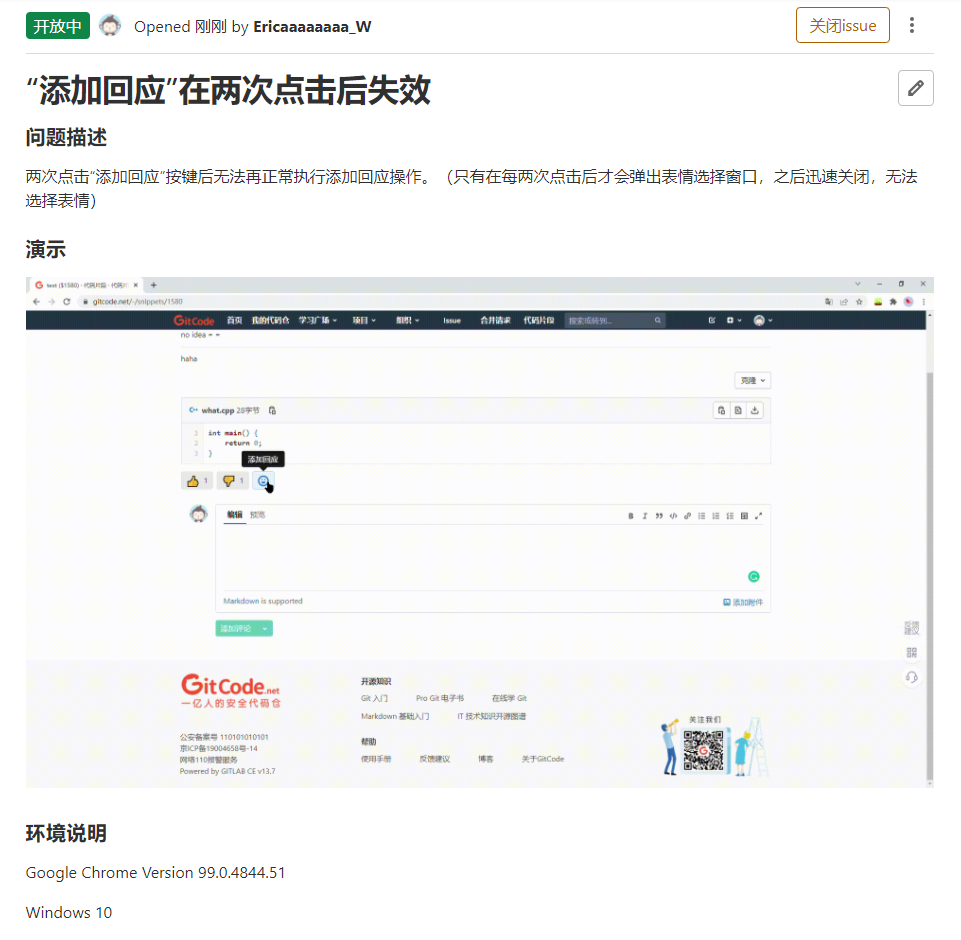 开放中 Opened 刚刚 by Ericaaaaaaaa_W 关闭issue
“添加回应”在两次点击后失效
问题描述
两次点击“添加回应”按键后无法再正常执行添加回应操作。（只有在每两次点击后才会弹出表情选择窗口，之后迅速关闭，无法
选择表情）
演示
test ($1580) · 代码片段 · 代码片
gitcode.net/-/snippets/1580
GitCode 首页 我的代码仓 学习广场 项目 组织 Issue 合并请求 代码片段 搜索或转到...
no idea = =
haha
克隆
C++ what.cpp 28字节
1 int main() {
2 return 0;
3 }
添加回应
1 1
编辑 预览
B I
Markdown is supported 添加附件
添加评论
反馈
建议
GitCode.net
一亿人的安全代码仓
开源知识
Git 入门 Pro Git 电子书 在线学 Git
Markdown 基础入门 IT 技术知识开源图谱
关注我们
公安备案号 110101010101
京ICP备19004658号-14
网络110报警服务
Powered by GITLAB CE v13.7
帮助
使用手册 反馈建议 博客 关于GitCode
环境说明
Google Chrome Version 99.0.4844.51
Windows 10